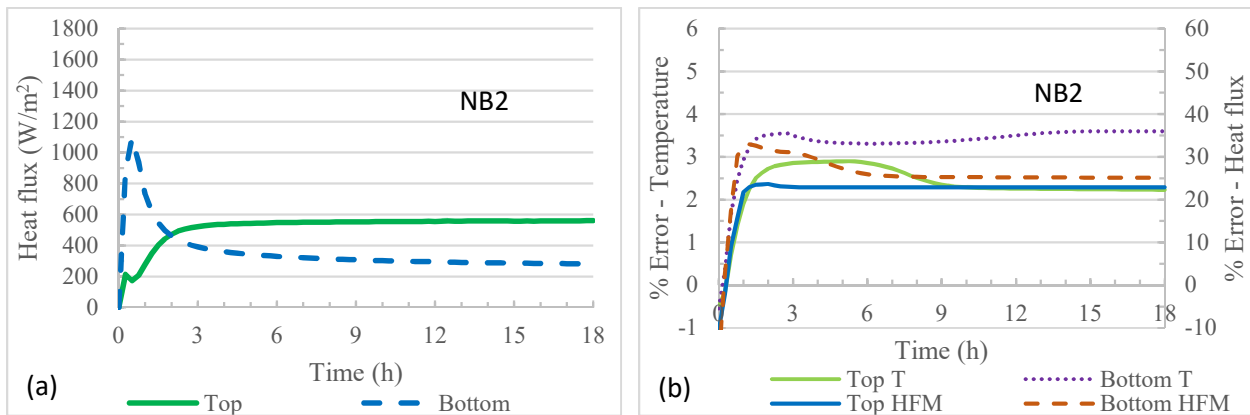 1800
1600
1400
1200
1000
800
600
400
200
0
Heat flux (W/m²)
NB2
0 3 6 9 12 15 18
Time (h)
(a)
Top Bottom
6
5
4
3
2
1
0
-1
% Error - Temperature
NB2
60
50
40
30
20
10
0
-10
% Error - Heat flux
0 3 6 9 12 15 18
Time (h)
(b)
Top T Bottom T
Top HFM Bottom HFM